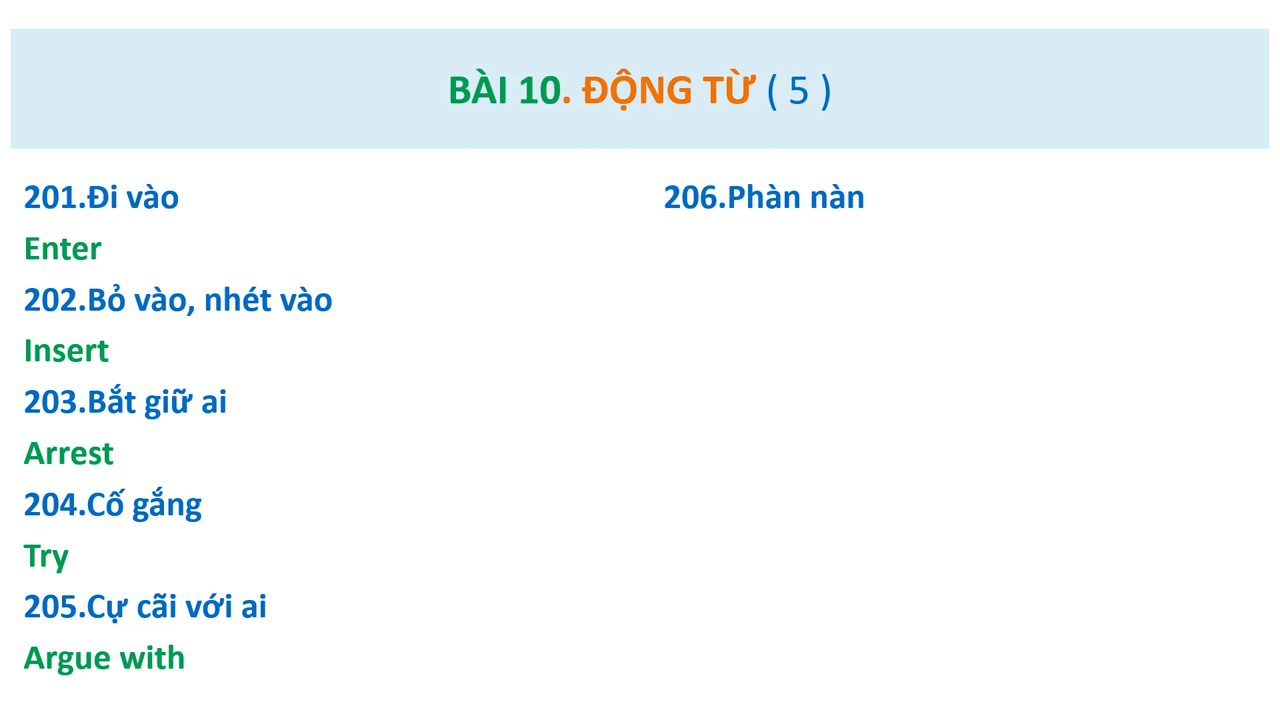 BÀI 10. ĐỘNG TỪ ( 5 )
201.Đi vào
Enter
202.Bỏ vào, nhét vào
Insert
203.Bắt giữ ai
Arrest
204.Cố gắng
Try
205.Cự cãi với ai
Argue with
206.Phàn nàn